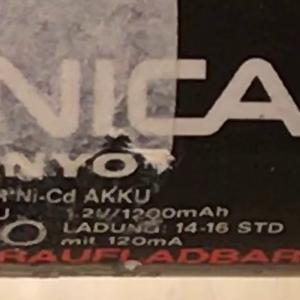 NICA
NYO
R Ni-Cd AKKU
U 1.2V/1200mAh
LADUNG: 14-16 STD
mit 120mA
RAUFLADBAR